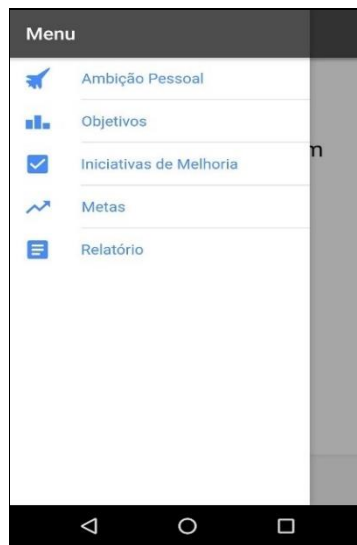 Menu
Ambição Pessoal
Objetivos
Iniciativas de Melhoria
Metas
Relatório
m